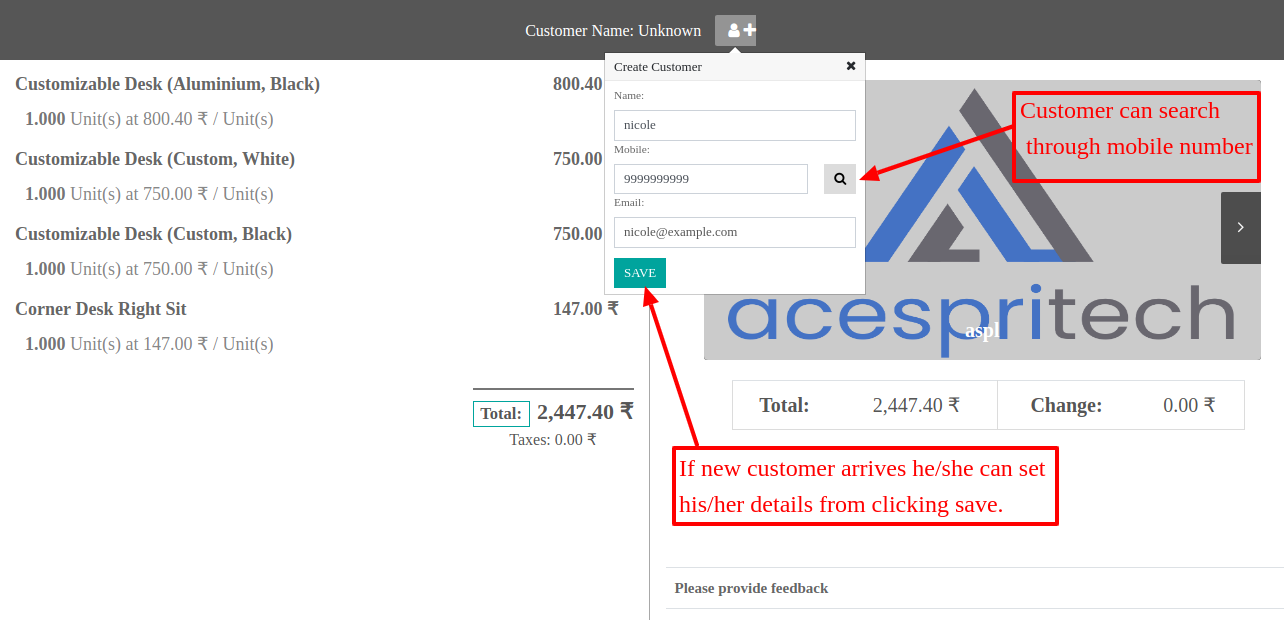 Customer Name: Unknown
Create Customer
Name:
nicole
Mobile:
9999999999
Email:
nicole@example.com
SAVE
Customizable Desk (Aluminium, Black) 800.40
1.000 Unit(s) at 800.40 ₹ / Unit(s)
Customizable Desk (Custom, White) 750.00
1.000 Unit(s) at 750.00 ₹ / Unit(s)
Customizable Desk (Custom, Black) 750.00
1.000 Unit(s) at 750.00 ₹ / Unit(s)
Corner Desk Right Sit 147.00 ₹
1.000 Unit(s) at 147.00 ₹ / Unit(s)
Total: 2,447.40 ₹
Taxes: 0.00 ₹
Customer can search
through mobile number
acespritech
aspl
Total: 2,447.40 ₹ Change: 0.00 ₹
If new customer arrives he/she can set
his/her details from clicking save.
Please provide feedback